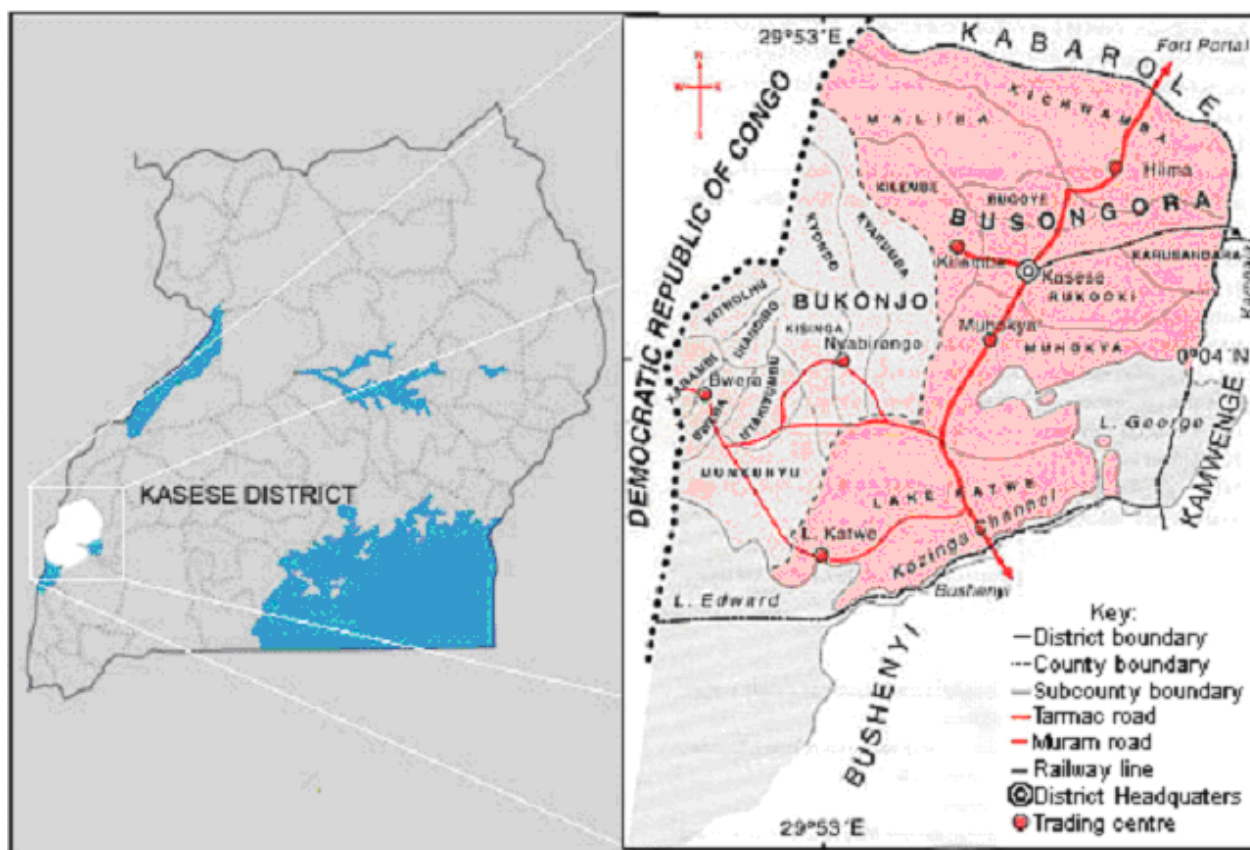 KASESE DISTRICT
29°53′E
KABAROLE
Fort Portal
DEMOCRATIC REPUBLIC OF CONGO
N
W
E
S
KICHWAMBA
MALIBA
Hiima
KILEMBE
BUGOYE
BUSONGORA
KYONDO
KARUSANDARA
Kilembe
Kasese
RUKOOKI
BUKONJO
KISINGA
Muhokya
MUHOKYA
Nyabirongo
0°04′N
Bwera
L. George
KAMWENGE
LAKE KATWE
L. Katwe
Kazinga Channel
L. Edward
Bushenyi
BUSHENYI
Key:
District boundary
County boundary
Subcounty boundary
Tarmac road
Muram road
Railway line
District Headquaters
Trading centre
29°53′E